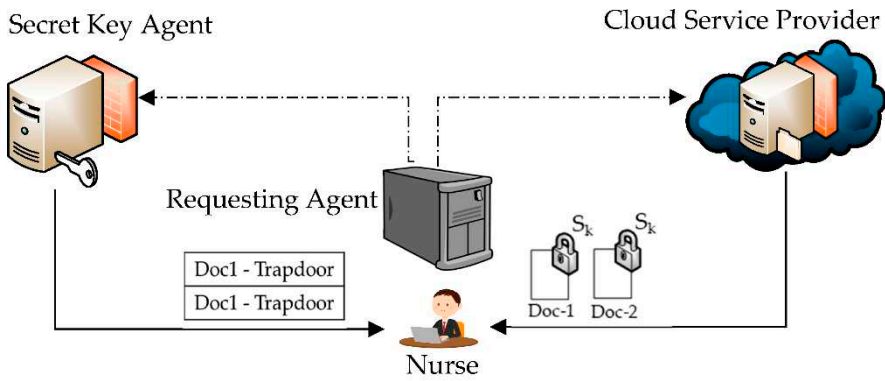 Secret Key Agent
Cloud Service Provider
Requesting Agent
Doc1 - Trapdoor
Doc1 - Trapdoor
Sk
Sk
Doc-1
Doc-2
Nurse